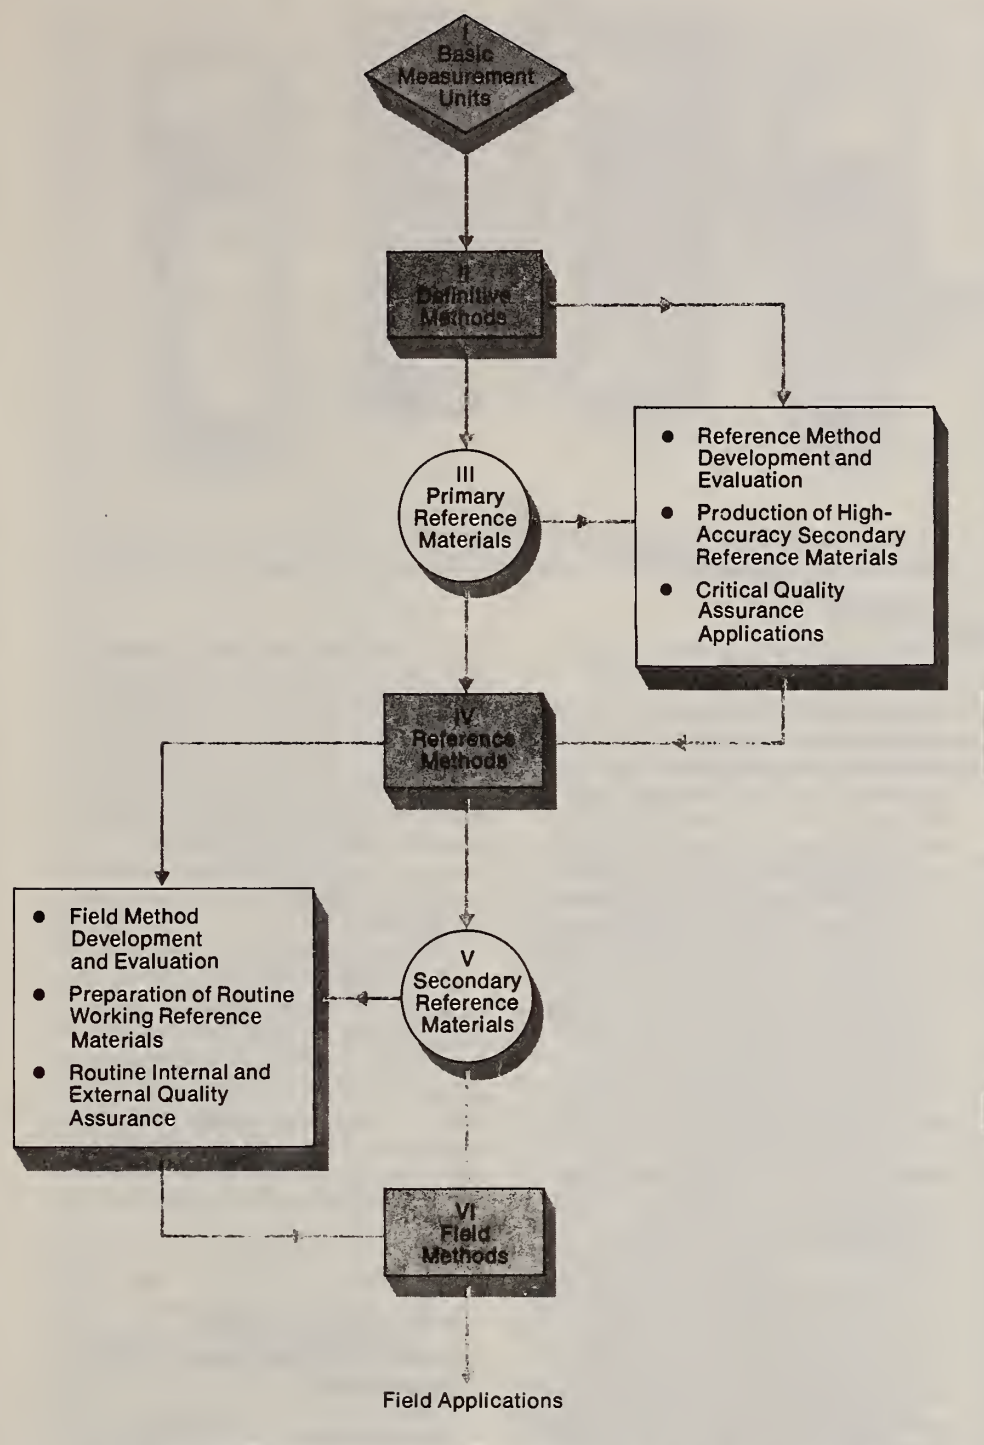 I
Basic
Measurement
Units
II
Definitive
Methods
III
Primary
Reference
Materials
● Reference Method
Development and
Evaluation
● Production of High-
Accuracy Secondary
Reference Materials
● Critical Quality
Assurance
Applications
IV
Reference
Methods
● Field Method
Development
and Evaluation
● Preparation of Routine
Working Reference
Materials
● Routine Internal and
External Quality
Assurance
V
Secondary
Reference
Materials
VI
Field
Methods
Field Applications